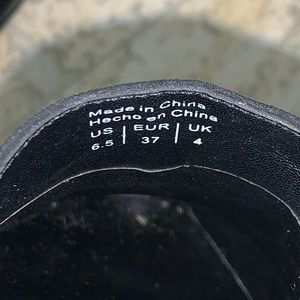 Made in China
Hecho en China
US | EUR | UK
6.5 | 37 | 4